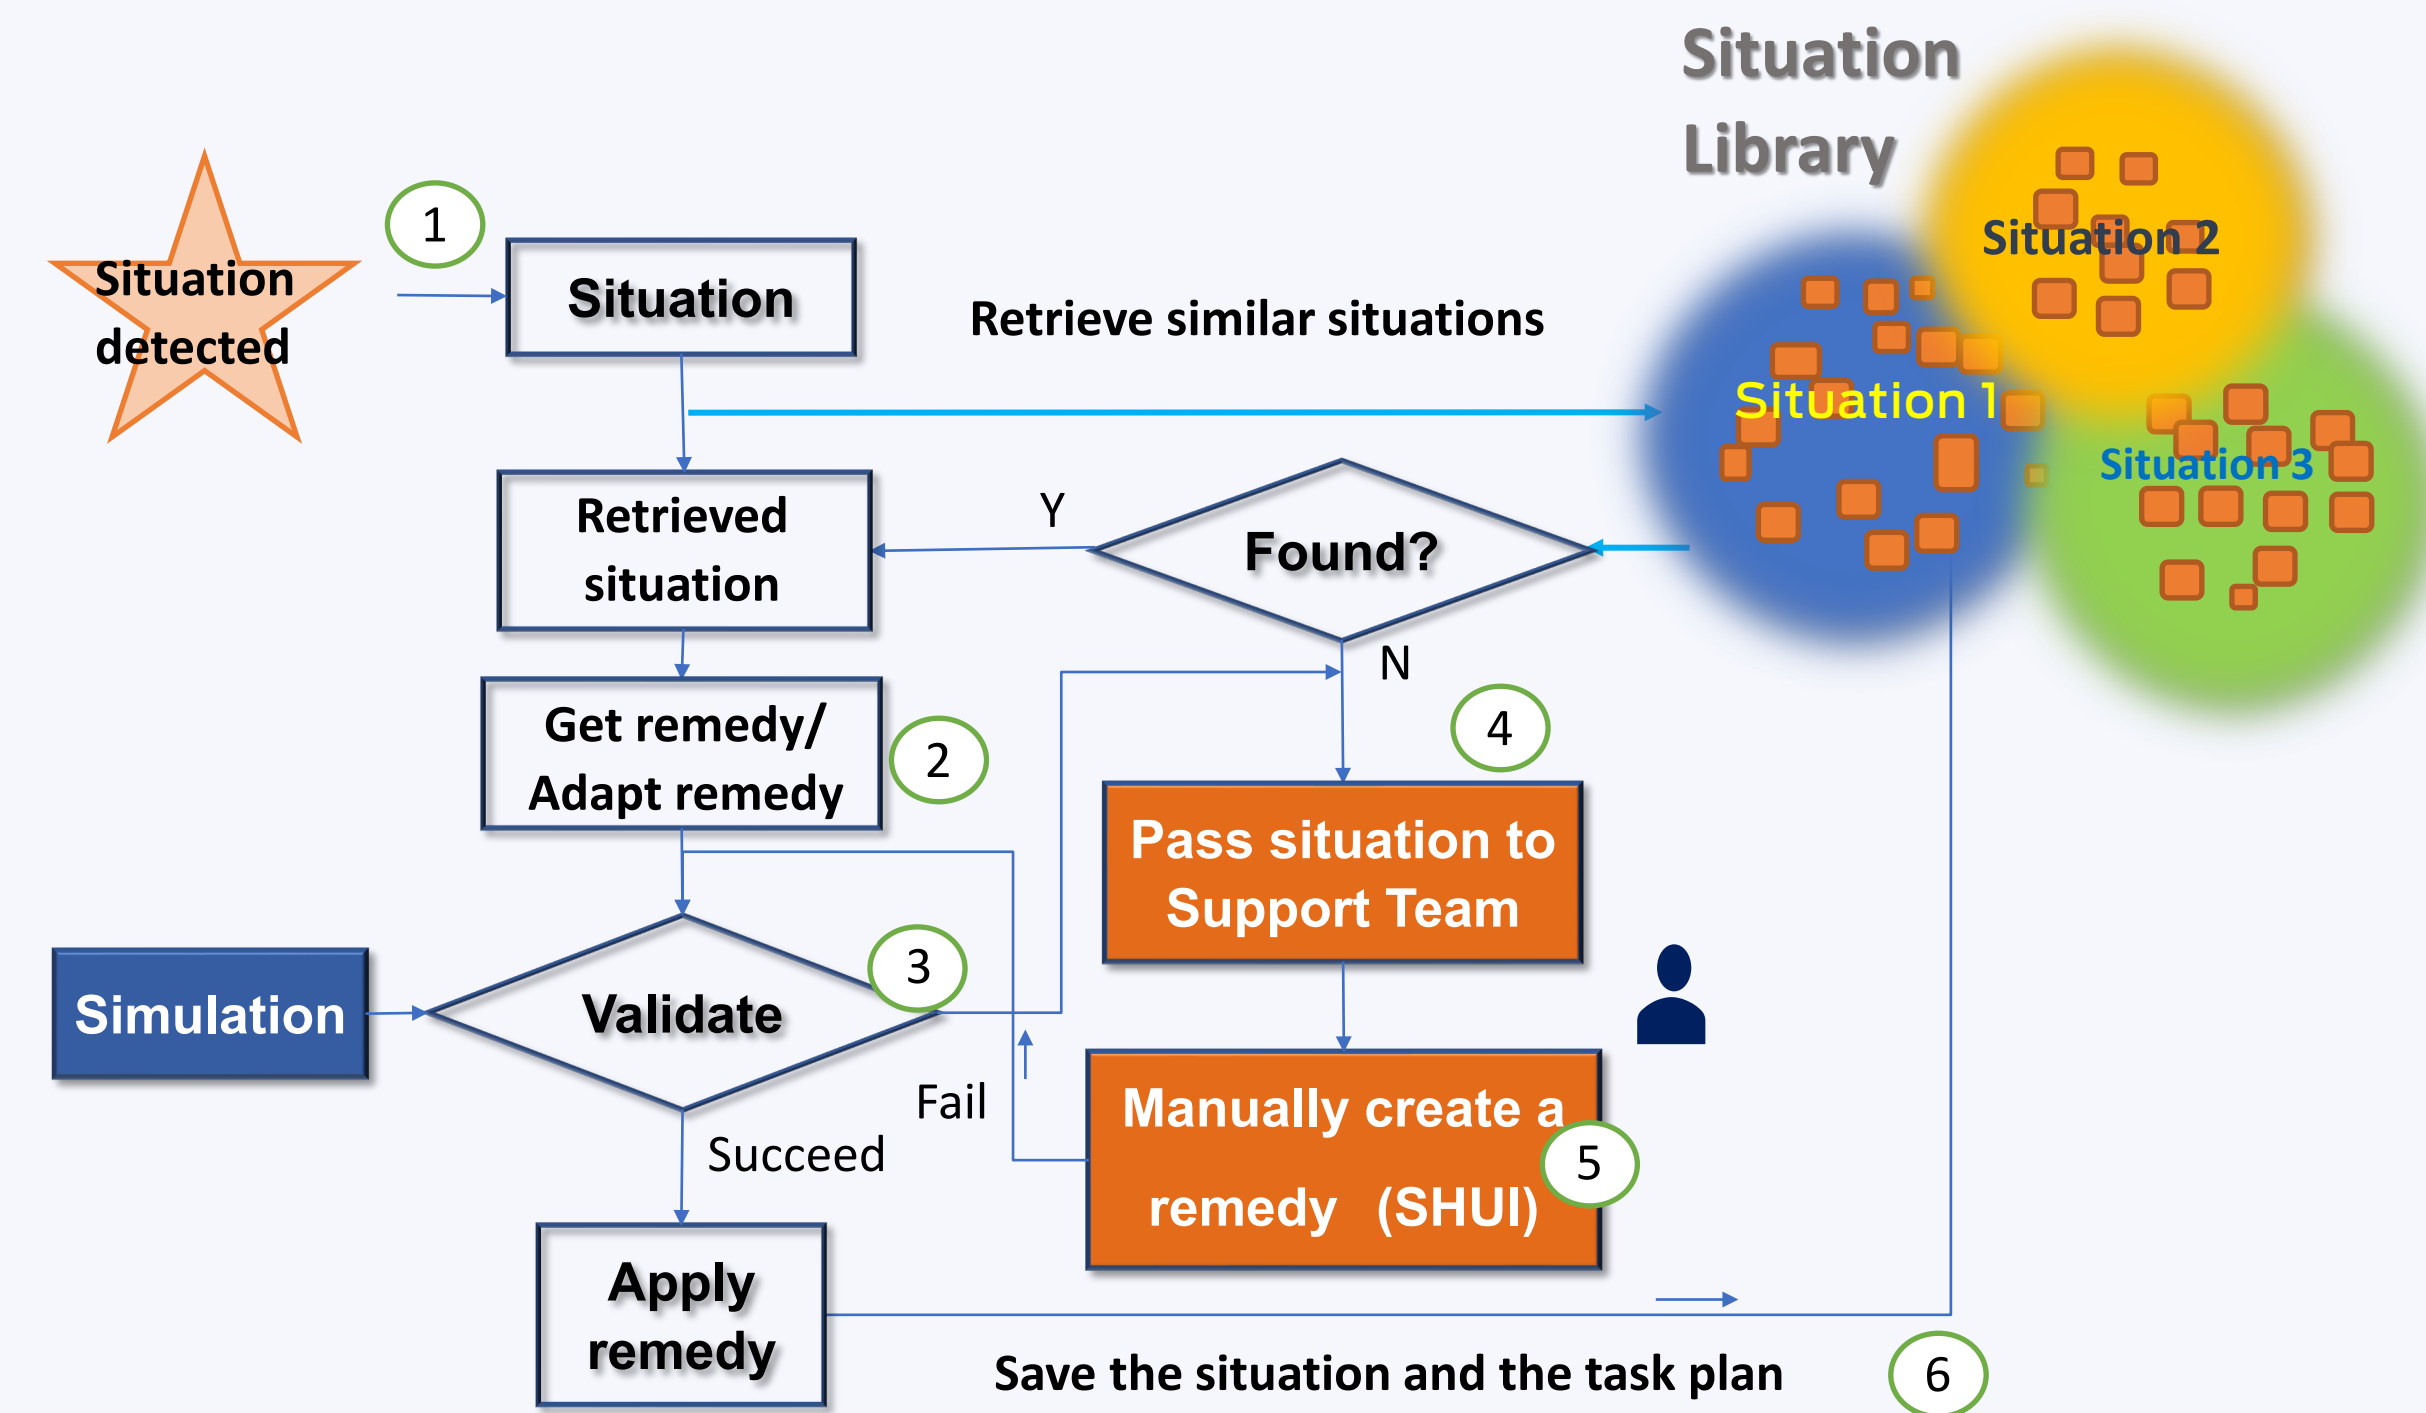 Situation
Library
Situation
detected
1
Situation
Retrieve similar situations
Situation 2
Situation 1
Situation 3
Retrieved
situation
Y
Found?
N
Get remedy/
Adapt remedy
2
4
Pass situation to
Support Team
Simulation
Validate
3
Fail
Succeed
Manually create a
remedy (SHUI)
5
Apply
remedy
Save the situation and the task plan
6